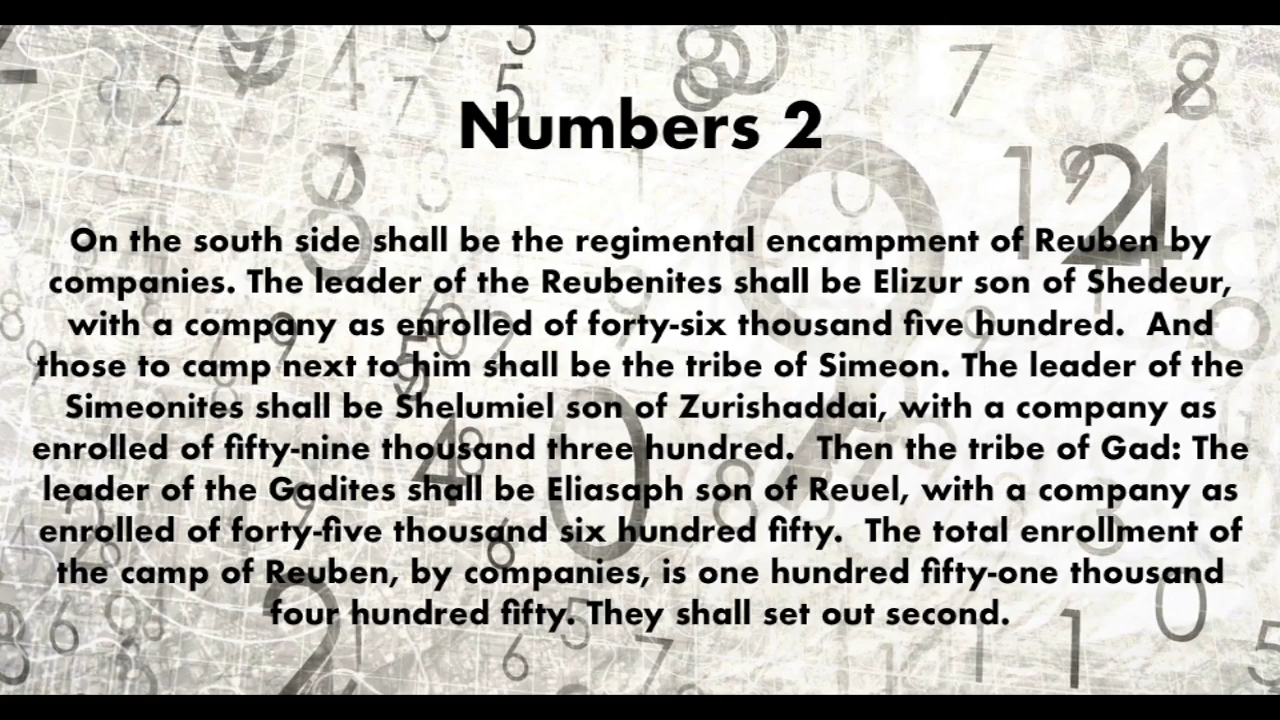 Numbers 2
On the south side shall be the regimental encampment of Reuben by
companies. The leader of the Reubenites shall be Elizur son of Shedeur,
with a company as enrolled of forty-six thousand five hundred.  And
those to camp next to him shall be the tribe of Simeon. The leader of the
Simeonites shall be Shelumiel son of Zurishaddai, with a company as
enrolled of fifty-nine thousand three hundred.  Then the tribe of Gad: The
leader of the Gadites shall be Eliasaph son of Reuel, with a company as
enrolled of forty-five thousand six hundred fifty.  The total enrollment of
the camp of Reuben, by companies, is one hundred fifty-one thousand
four hundred fifty. They shall set out second.